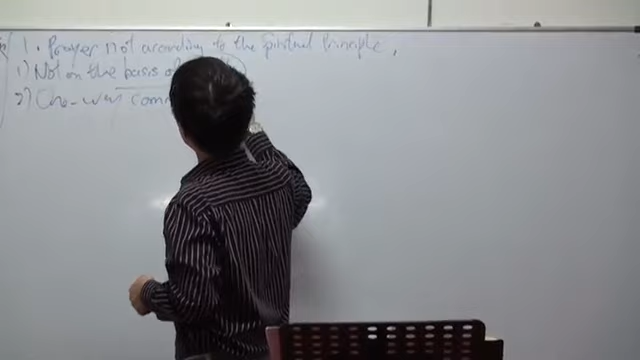 1. Prayer not according to the spiritual Principle.
1) Not on the basis of
2) One-way comm